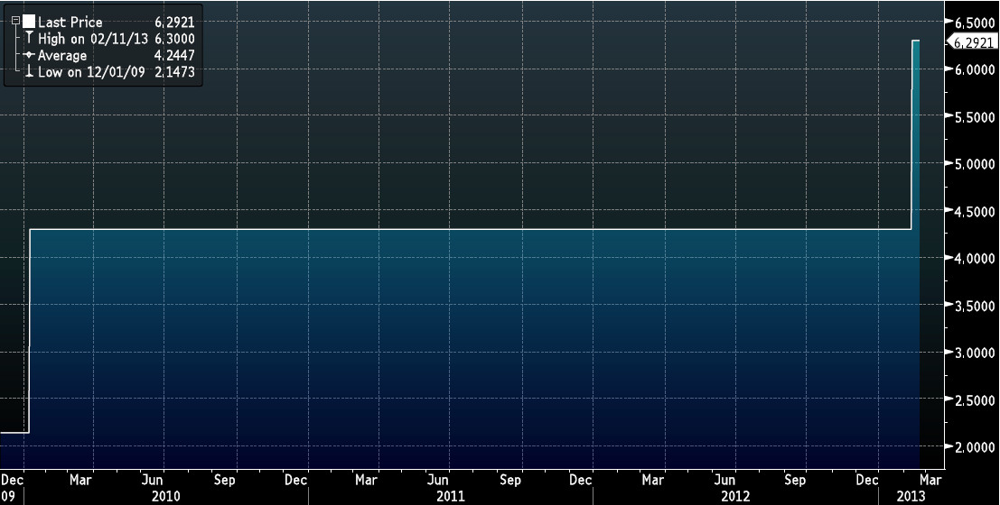 Last Price 6.2921
High on 02/11/13 6.3000
Average 4.2447
Low on 12/01/09 2.1473
6.5000
6.2921
6.0000
5.5000
5.0000
4.5000
4.0000
3.5000
3.0000
2.5000
2.0000
Dec Mar Jun Sep Dec Mar Jun Sep Dec Mar Jun Sep Dec Mar
09 2010 2011 2012 2013